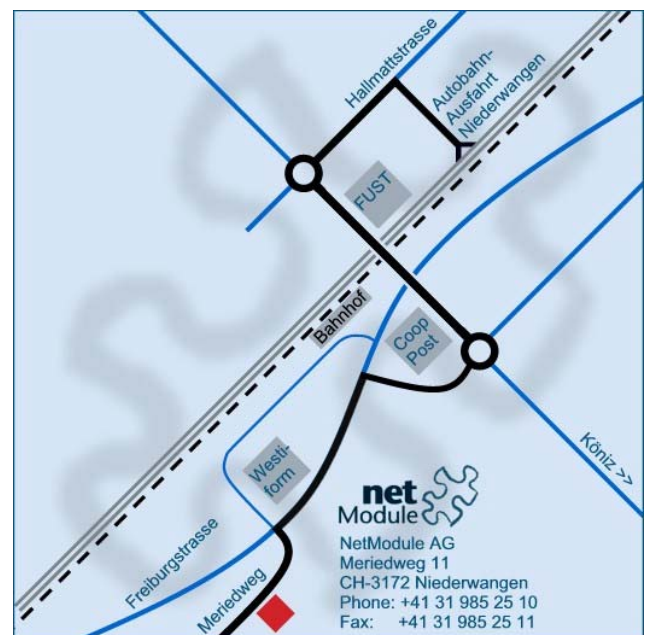 Hallmattstrasse
Autobahn-
Ausfahrt
Niederwangen
FUST
Bahnhof
Coop
Post
Köniz >>
Westi-
form
Freiburgstrasse
Meriedweg
net
Module
NetModule AG
Meriedweg 11
CH-3172 Niederwangen
Phone: +41 31 985 25 10
Fax: +41 31 985 25 11